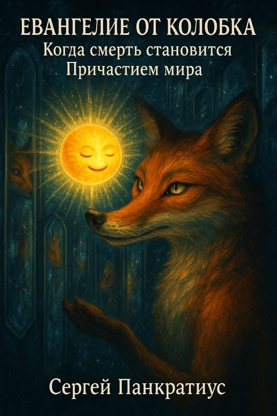 ЕВАНГЕЛИЕ ОТ КОЛОБКА
Когда смерть становится
Причастием мира
Сергей Панкратиус